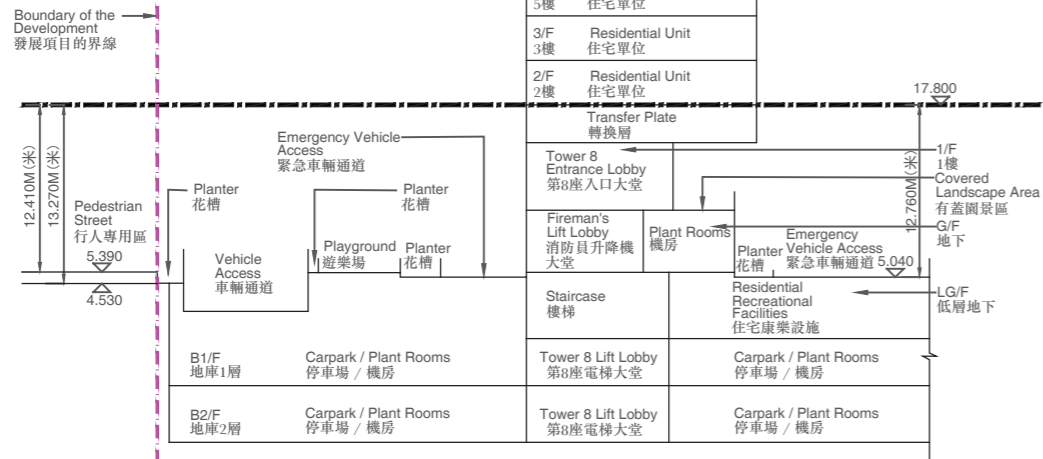 Boundary of the
Development
發展項目的界線
5樓 住宅單位
3/F Residential Unit
3樓 住宅單位
2/F Residential Unit
2樓 住宅單位
17.800
Transfer Plate
轉換層
12.410M(米)
13.270M(米)
Emergency Vehicle
Access
緊急車輛通道
Tower 8
Entrance Lobby
第8座入口大堂
1/F
1樓
Covered
Landscape Area
有蓋園景區
G/F
地下
12.760M(米)
Pedestrian
Street
行人專用區
5.390
4.530
Planter
花槽
Planter
花槽
Vehicle
Access
車輛通道
Playground
遊樂場
Planter
花槽
Fireman's
Lift Lobby
消防員升降機
大堂
Plant Rooms
機房
Planter
花槽
Emergency
Vehicle Access
緊急車輛通道
5.040
Staircase
樓梯
Residential
Recreational
Facilities
住宅康樂設施
LG/F
低層地下
B1/F Carpark / Plant Rooms
地庫1層 停車場 / 機房
Tower 8 Lift Lobby
第8座電梯大堂
Carpark / Plant Rooms
停車場 / 機房
B2/F Carpark / Plant Rooms
地庫2層 停車場 / 機房
Tower 8 Lift Lobby
第8座電梯大堂
Carpark / Plant Rooms
停車場 / 機房